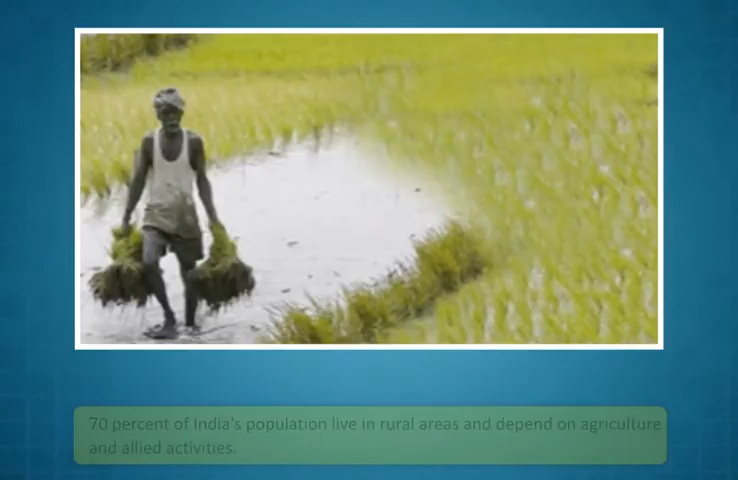 70 percent of India's population live in rural areas and depend on agriculture
and allied activities.